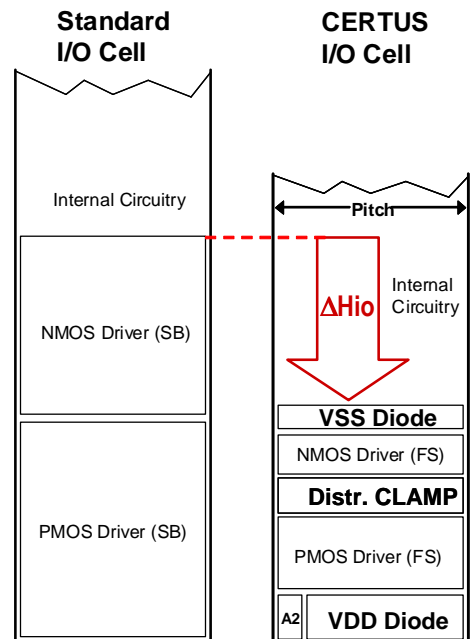 Standard
I/O Cell
CERTUS
I/O Cell
Internal Circuitry
NMOS Driver (SB)
PMOS Driver (SB)
Pitch
ΔHio
Internal
Circuitry
VSS Diode
NMOS Driver (FS)
Distr. CLAMP
PMOS Driver (FS)
A2
VDD Diode